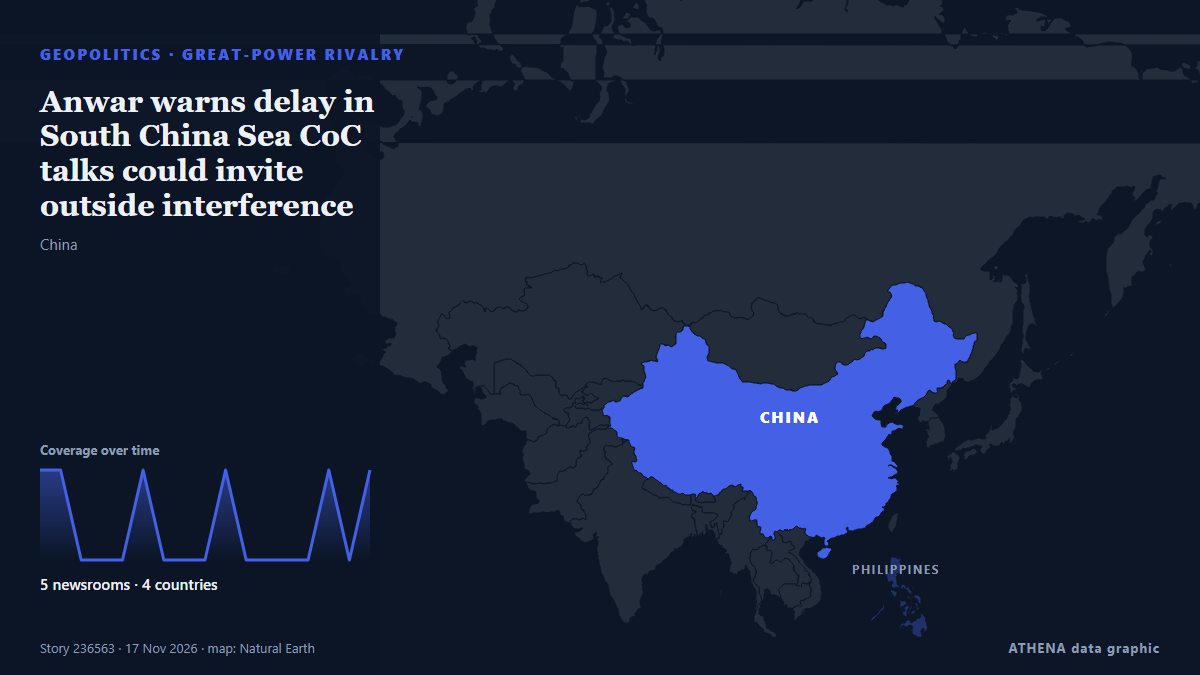 GEOPOLITICS · GREAT-POWER RIVALRY
Anwar warns delay in
South China Sea CoC
talks could invite
outside interference
China
CHINA
Coverage over time
PHILIPPINES
5 newsrooms · 4 countries
Story 236563 · 17 Nov 2026 · map: Natural Earth
ATHENA data graphic